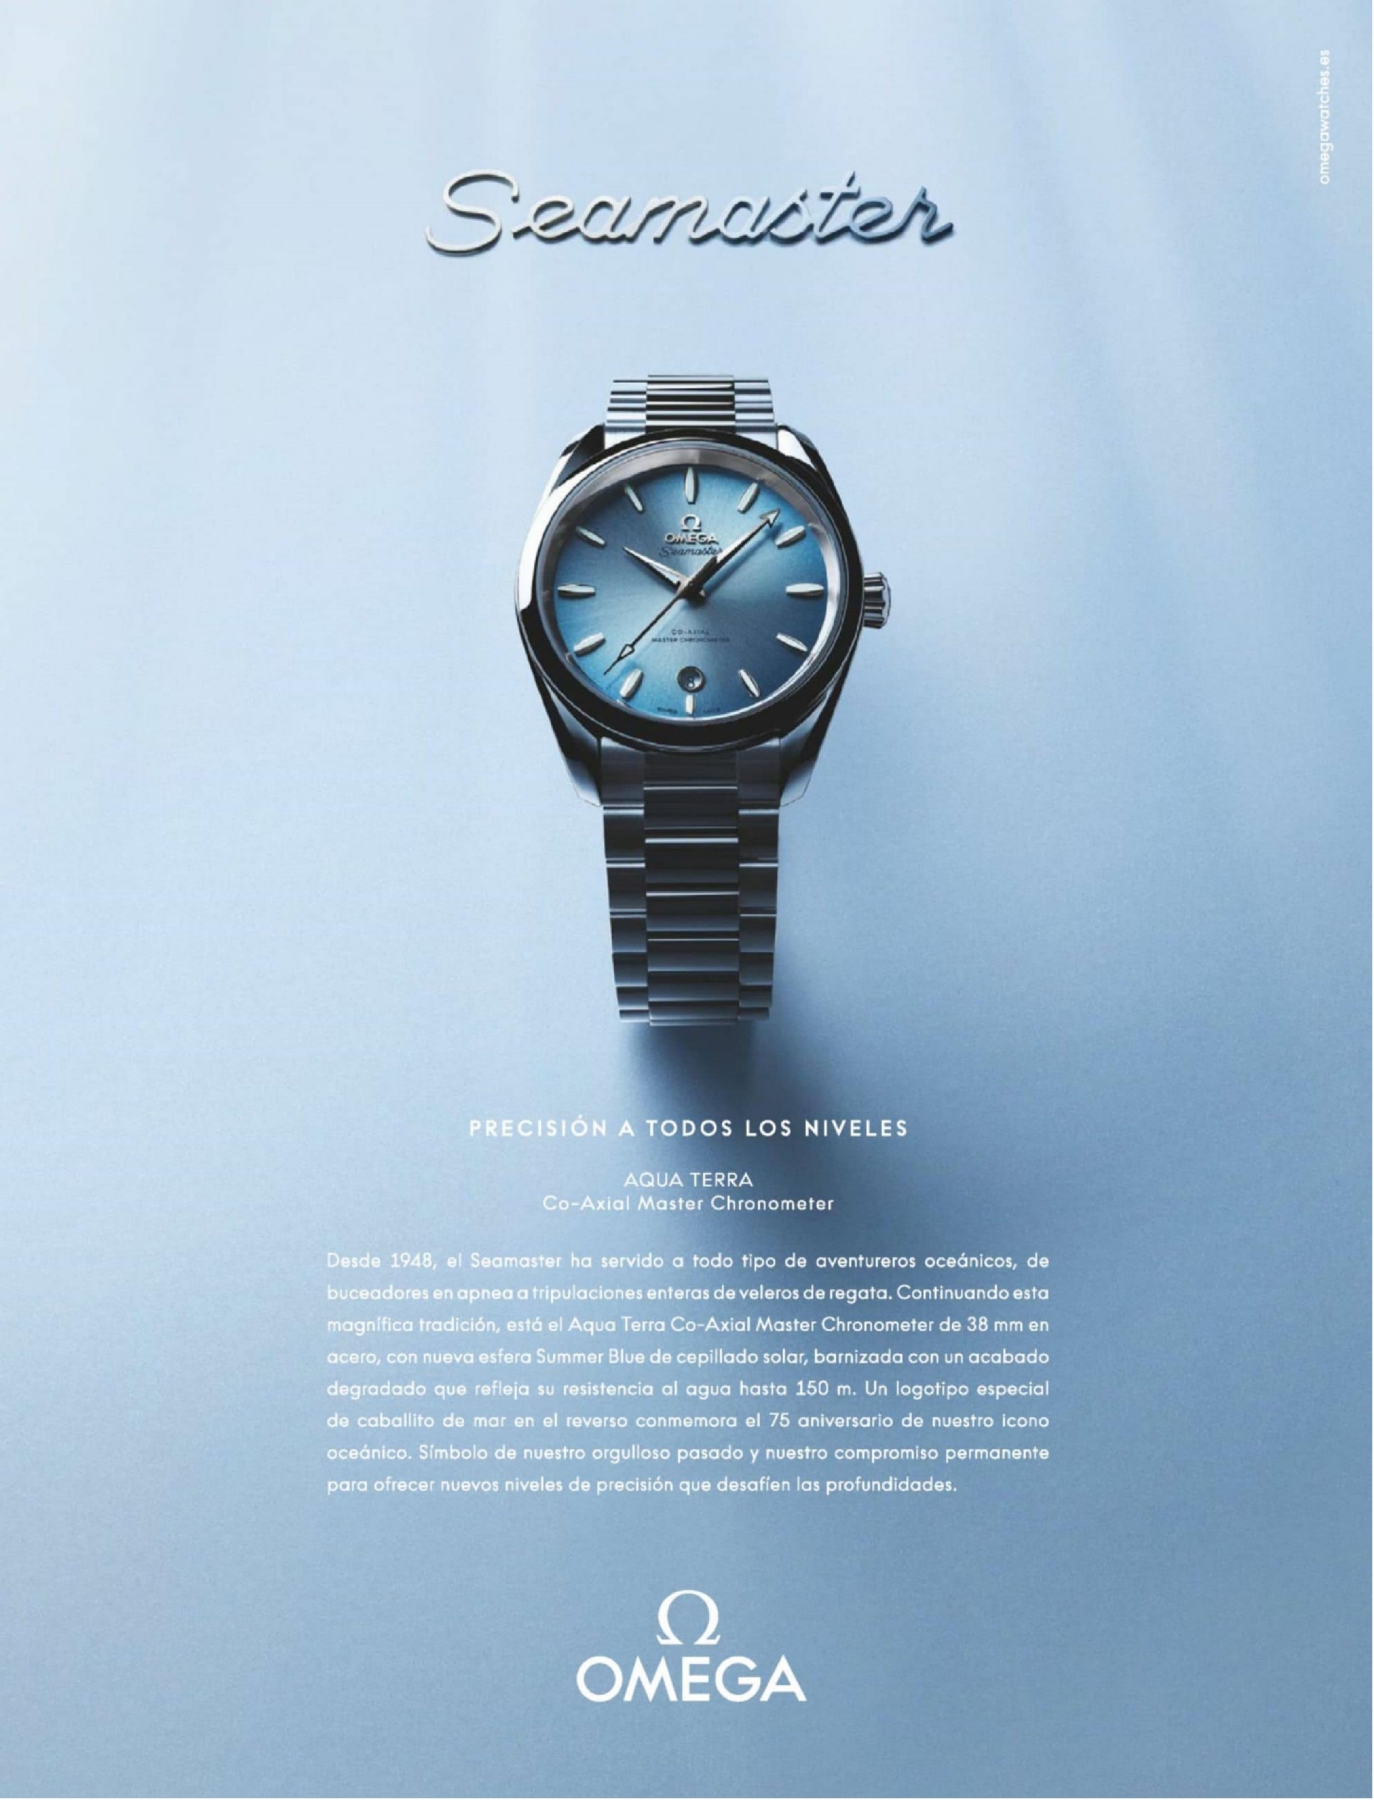 omegawatches.es
Seamaster
Ω
OMEGA
Seamaster
CO-AXIAL
MASTER CHRONOMETER
PRECISIÓN A TODOS LOS NIVELES
AQUA TERRA
Co-Axial Master Chronometer
Desde 1948, el Seamaster ha servido a todo tipo de aventureros oceánicos, de
buceadores en apnea a tripulaciones enteras de veleros de regata. Continuando esta
magnífica tradición, está el Aqua Terra Co-Axial Master Chronometer de 38 mm en
acero, con nueva esfera Summer Blue de cepillado solar, barnizada con un acabado
degradado que refleja su resistencia al agua hasta 150 m. Un logotipo especial
de caballito de mar en el reverso conmemora el 75 aniversario de nuestro icono
oceánico. Símbolo de nuestro orgulloso pasado y nuestro compromiso permanente
para ofrecer nuevos niveles de precisión que desafíen las profundidades.
Ω
OMEGA